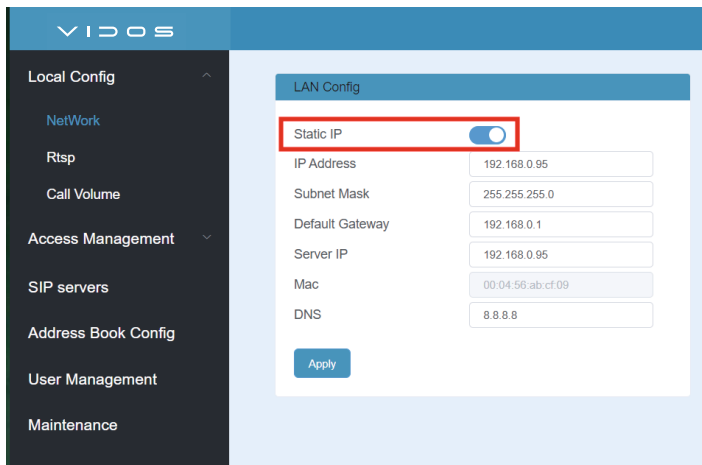 VIDOS
Local Config
NetWork
Rtsp
Call Volume
Access Management
SIP servers
Address Book Config
User Management
Maintenance
LAN Config
Static IP
IP Address 192.168.0.95
Subnet Mask 255.255.255.0
Default Gateway 192.168.0.1
Server IP 192.168.0.95
Mac 00:04:56:ab:cf:09
DNS 8.8.8.8
Apply